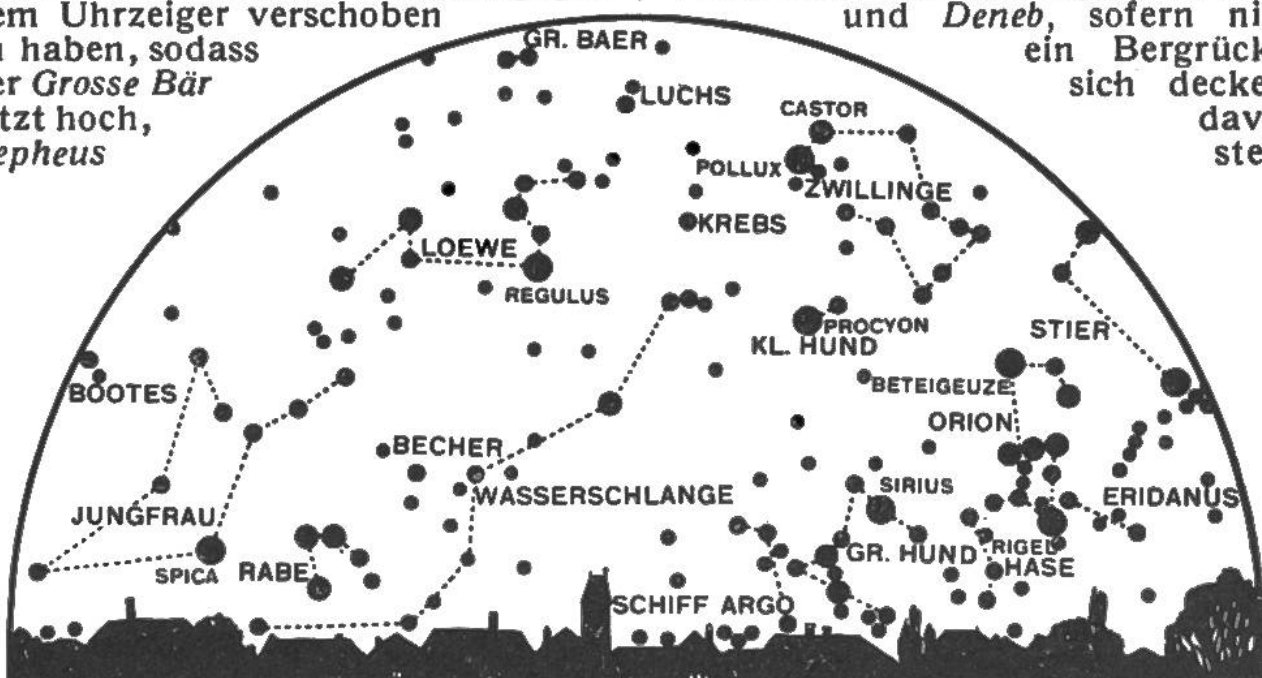 em Uhrzeiger verschoben
haben, sodass
er Grosse Bär
tzt hoch,
epheus
und Deneb, sofern ni
ein Bergrück
sich decke
dav
ste
GR. BAER
LUCHS
CASTOR
POLLUX
ZWILLINGE
KREBS
LOEWE
REGULUS
PROCYON
KL. HUND
STIER
BOOTES
BETEIGEUZE
ORION
BECHER
WASSERSCHLANGE
SIRIUS
ERIDANUS
JUNGFRAU
SPICA
RABE
GR. HUND
RIGEL
HASE
SCHIFF ARGO